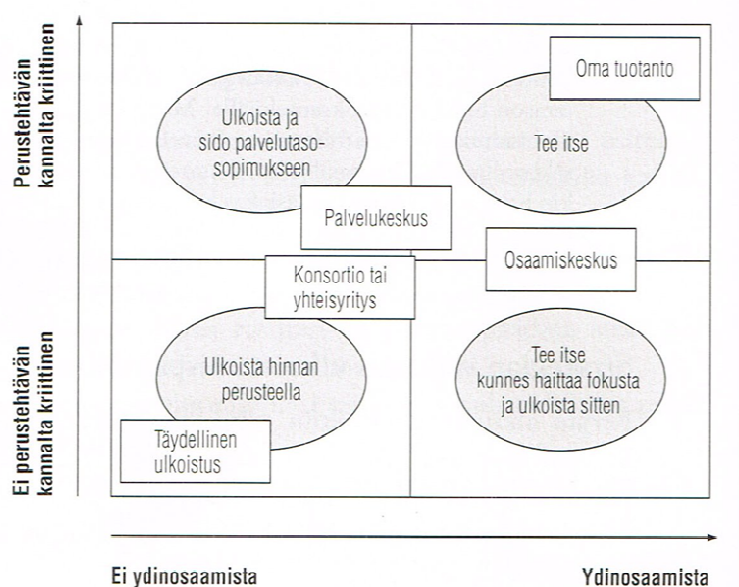 Perustehtävän
kannalta kriittinen
Ei perustehtävän
kannalta kriittinen
Ulkoista ja
sido palvelutaso-
sopimukseen
Oma tuotanto
Tee itse
Palvelukeskus
Osaamiskeskus
Konsortio tai
yhteisyritys
Ulkoista hinnan
perusteella
Täydellinen
ulkoistus
Tee itse
kunnes haittaa fokusta
ja ulkoista sitten
Ei ydinosaamista
Ydinosaamista